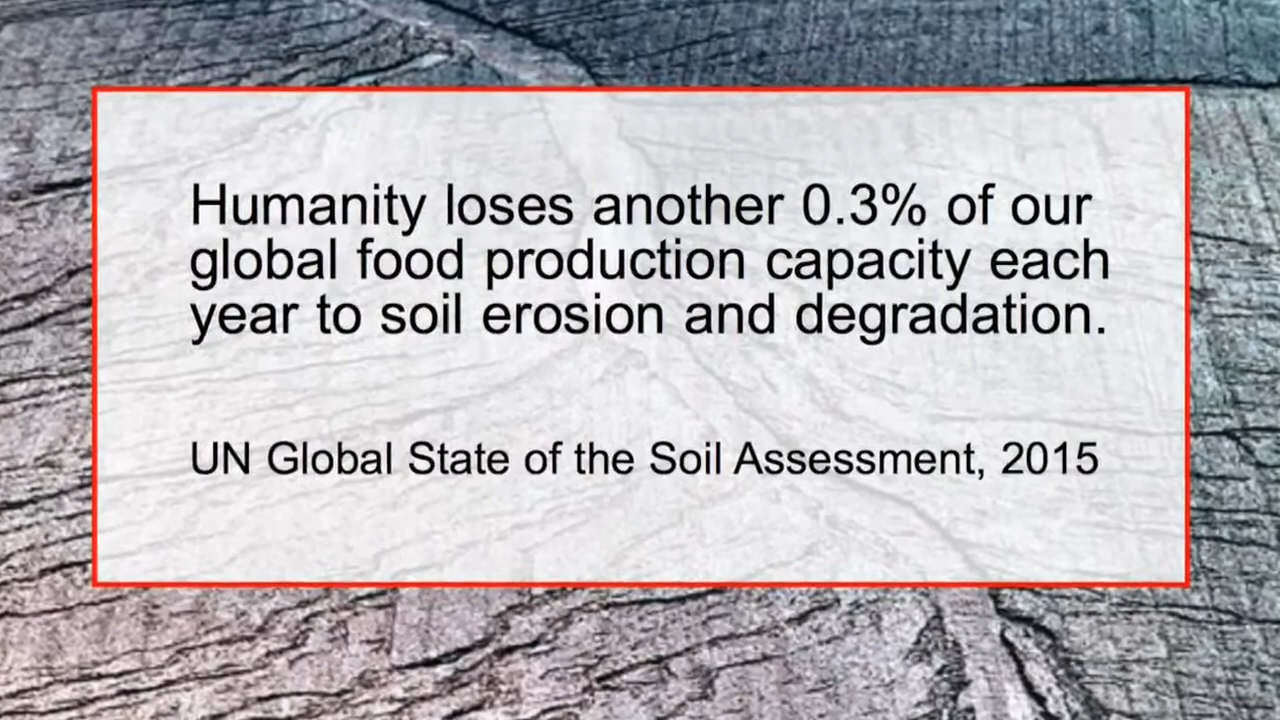 Humanity loses another 0.3% of our
global food production capacity each
year to soil erosion and degradation.
UN Global State of the Soil Assessment, 2015